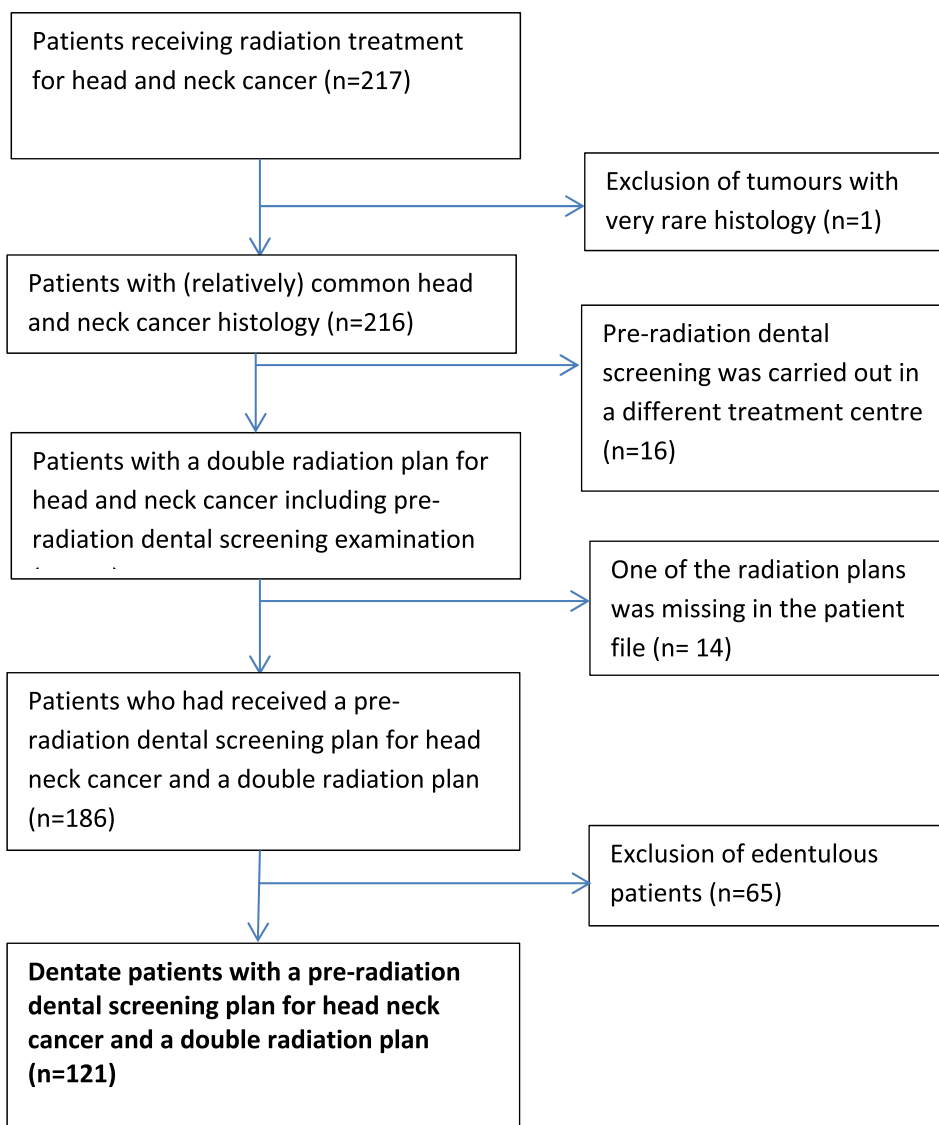 Patients receiving radiation treatment
for head and neck cancer (n=217)
Exclusion of tumours with
very rare histology (n=1)
Patients with (relatively) common head
and neck cancer histology (n=216)
Pre-radiation dental
screening was carried out in
a different treatment centre
(n=16)
Patients with a double radiation plan for
head and neck cancer including pre-
radiation dental screening examination
One of the radiation plans
was missing in the patient
file (n= 14)
Patients who had received a pre-
radiation dental screening plan for head
neck cancer and a double radiation plan
(n=186)
Exclusion of edentulous
patients (n=65)
Dentate patients with a pre-radiation
dental screening plan for head neck
cancer and a double radiation plan
(n=121)